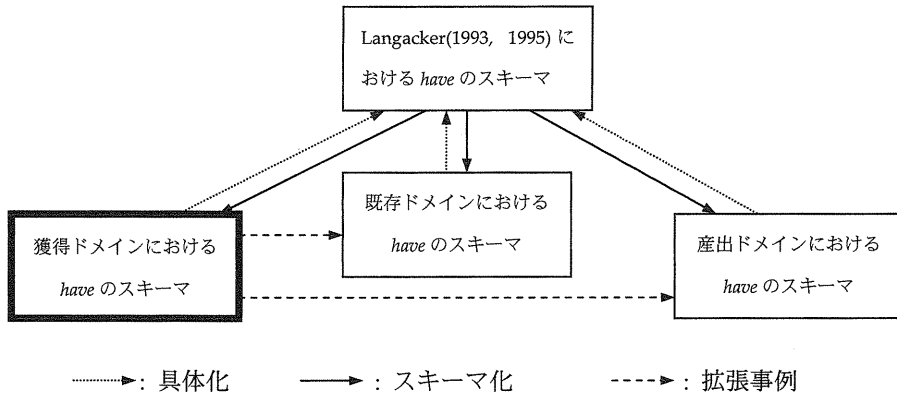 Langacker(1993, 1995) に
おける have のスキーマ
既存ドメインにおける
have のスキーマ
獲得ドメインにおける
have のスキーマ
産出ドメインにおける
have のスキーマ
: 具体化
: スキーマ化
: 拡張事例